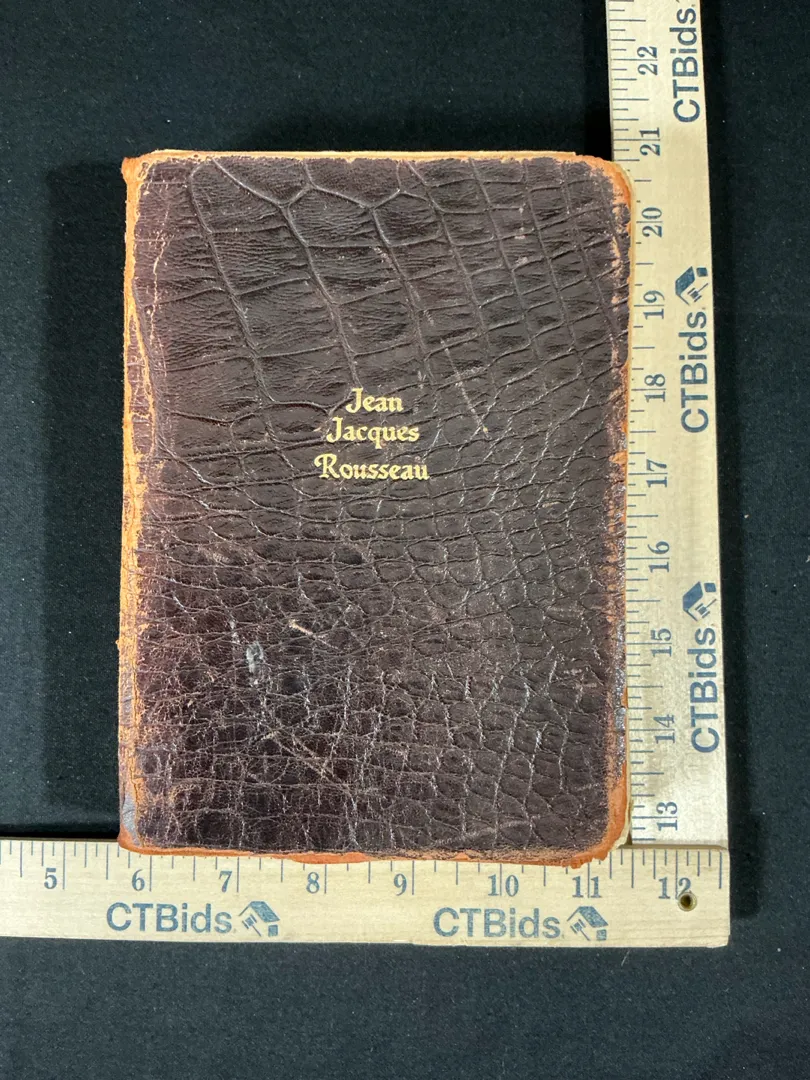 Jean
Jacques
Rousseau
22
21
20
19
18
17
16
15
14
13
CTBids.
CTBids.
CTBids.
5 6 7 8 9 10 11 12
CTBids. CTBids.